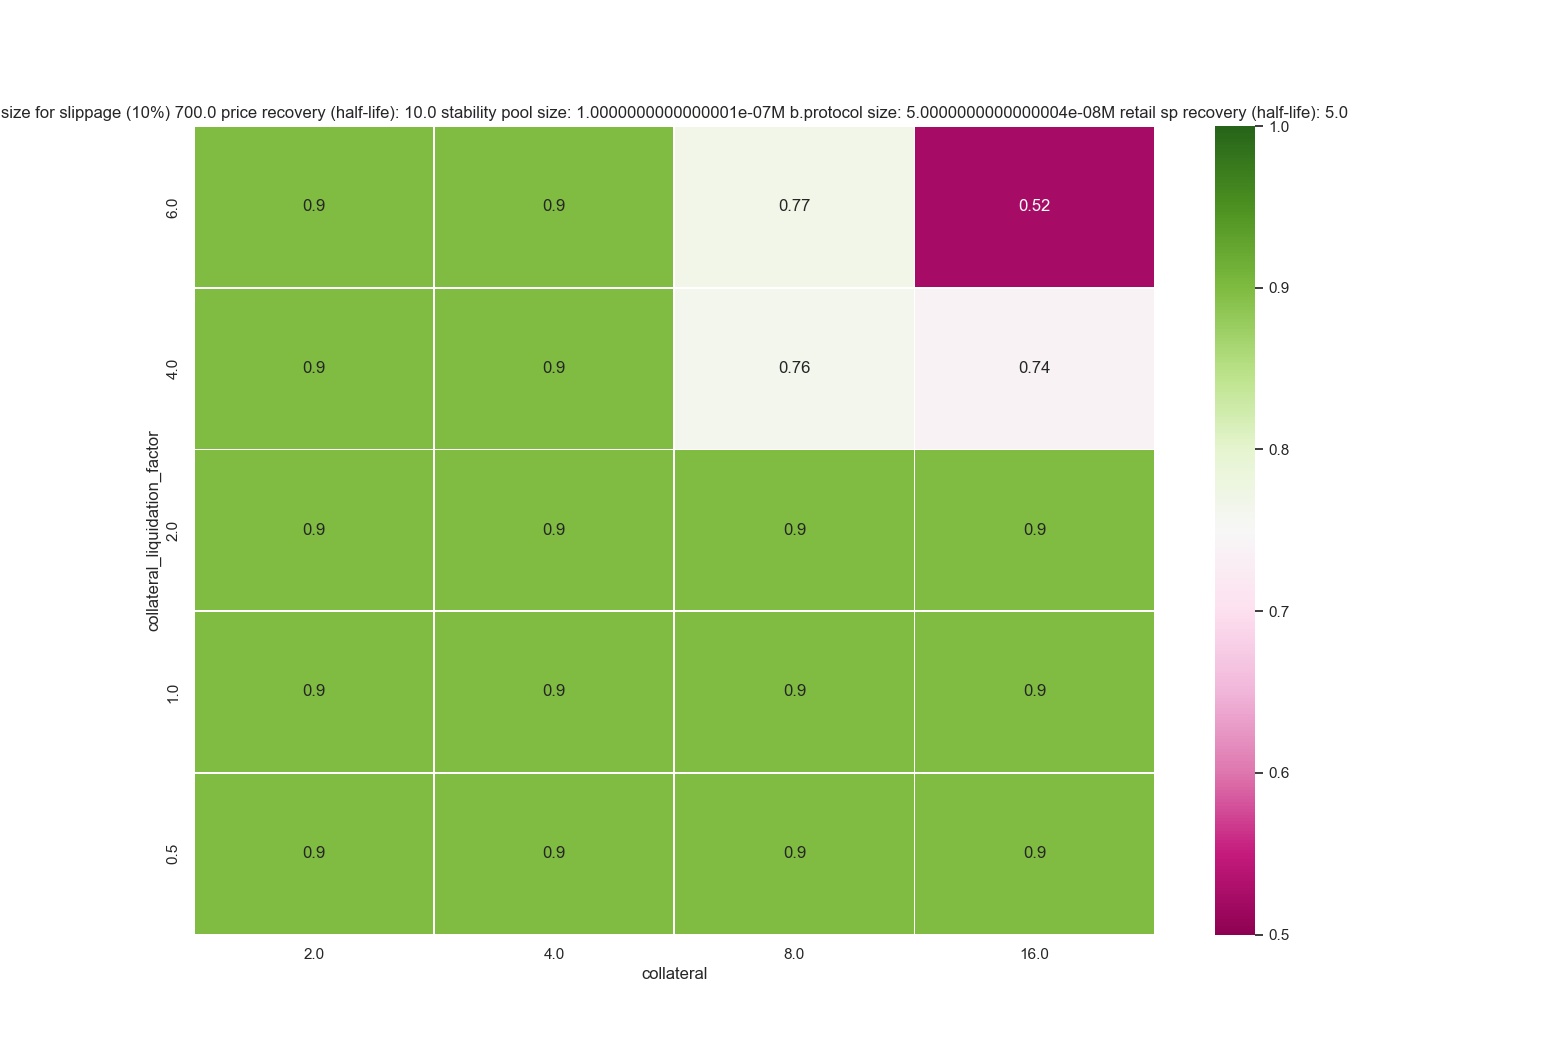 size for slippage (10%) 700.0 price recovery (half-life): 10.0 stability pool size: 1.0000000000000001e-07M b.protocol size: 5.0000000000000004e-08M retail sp recovery (half-life): 5.0
1.0
6.0 0.9 0.9 0.77 0.52
0.9
4.0 0.9 0.9 0.76 0.74
0.8
collateral_liquidation_factor
2.0 0.9 0.9 0.9 0.9
0.7
1.0 0.9 0.9 0.9 0.9
0.6
0.5 0.9 0.9 0.9 0.9
0.5
2.0 4.0 8.0 16.0
collateral